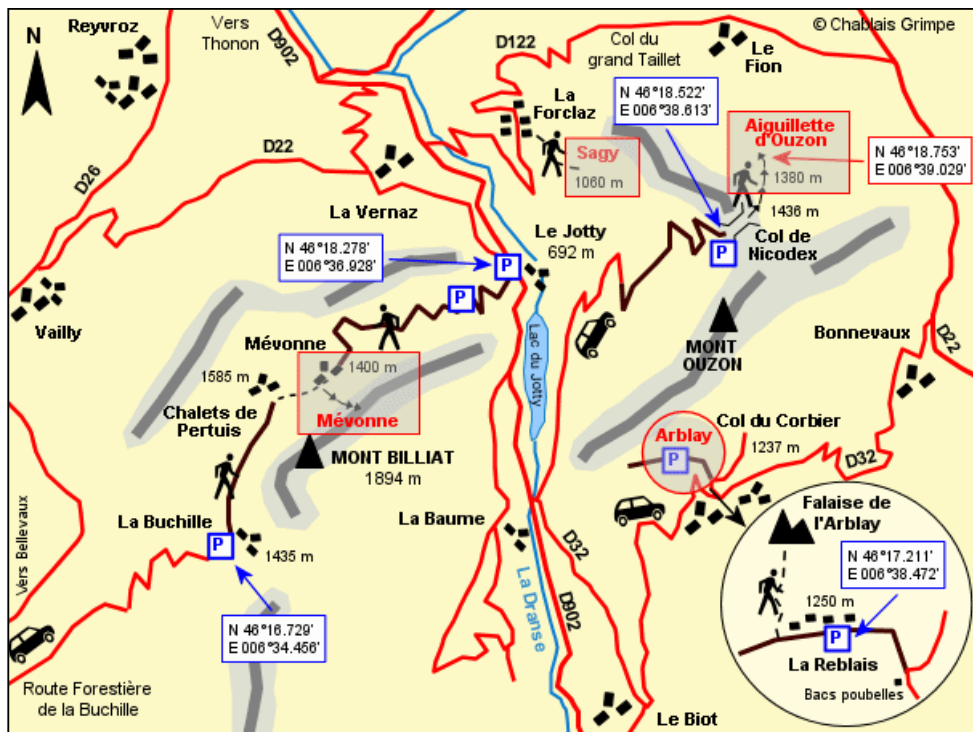 Reyvroz
Vers
Thonon
D902
© Chablais Grimpe
N
D122
Col du
grand Taillet
Le
Fion
La
Forclaz
N 46°18.522'
E 006°38.613'
Aiguillette
d'Ouzon
1380 m
N 46°18.753'
E 006°39.029'
Sagy
1060 m
D26
D22
La Vernaz
1436 m
Col de
Nicodex
P
Le Jotty
692 m
N 46°18.278'
E 006°36.928'
P
P
Vailly
Lac du Jotty
MONT
OUZON
Bonnevaux
D22
Mévonne
1400 m
Mévonne
1585 m
Chalets de
Pertuis
MONT BILLIAT
1894 m
Arblay
P
Col du Corbier
1237 m
D32
La Buchille
P
1435 m
Vers Bellevaux
La Baume
D32
La Dranse
D902
Falaise de
l'Arblay
N 46°17.211'
E 006°38.472'
1250 m
P
La Reblais
Bacs poubelles
N 46°16.729'
E 006°34.456'
Route Forestière
de la Buchille
Le Biot